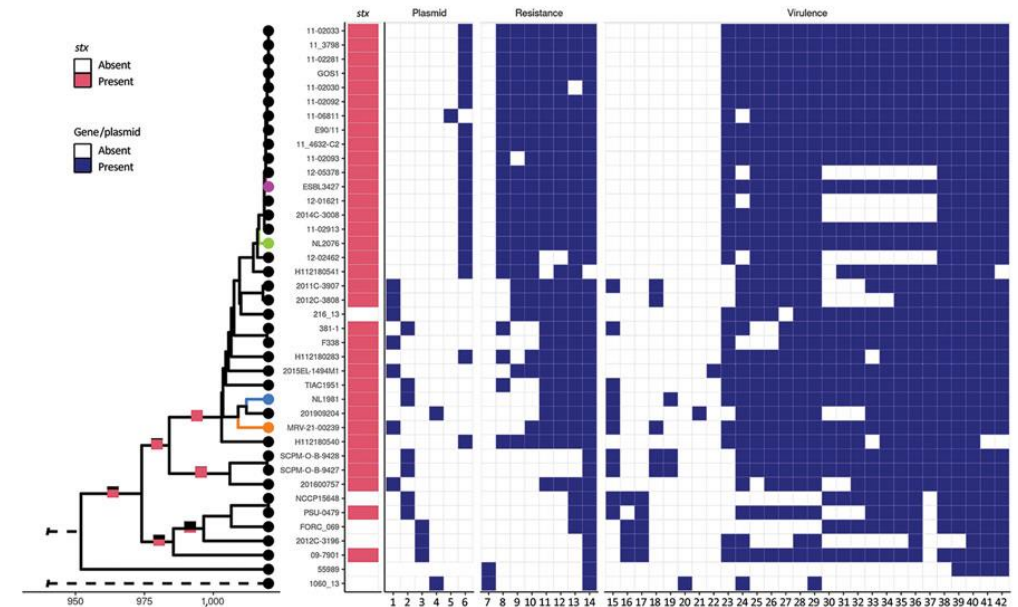 stx Plasmid Resistance Virulence
stx
Absent
Present
Gene/plasmid
Absent
Present
11-02033
11_3798
11-02281
GOS1
11-02030
11-02092
11-06811
E90/11
11_4632-C2
11-02093
12-05378
ESBL3427
12-01621
2014C-3008
11-02913
NL2076
12-02462
H112180541
2011C-3907
2012C-3808
216_13
381-1
F338
H112180283
2015EL-1494M1
TIAC1951
NL1981
201909204
MRV-21-00239
H112180540
SCPM-O-B-9428
SCPM-O-B-9427
201600757
NCCP15648
PSU-0479
FORC_069
2012C-3196
09-7901
55989
1060_13
950 975 1,000
1 2 3 4 5 6 7 8 9 10 11 12 13 14 15 16 17 18 19 20 21 22 23 24 25 26 27 28 29 30 31 32 33 34 35 36 37 38 39 40 41 42